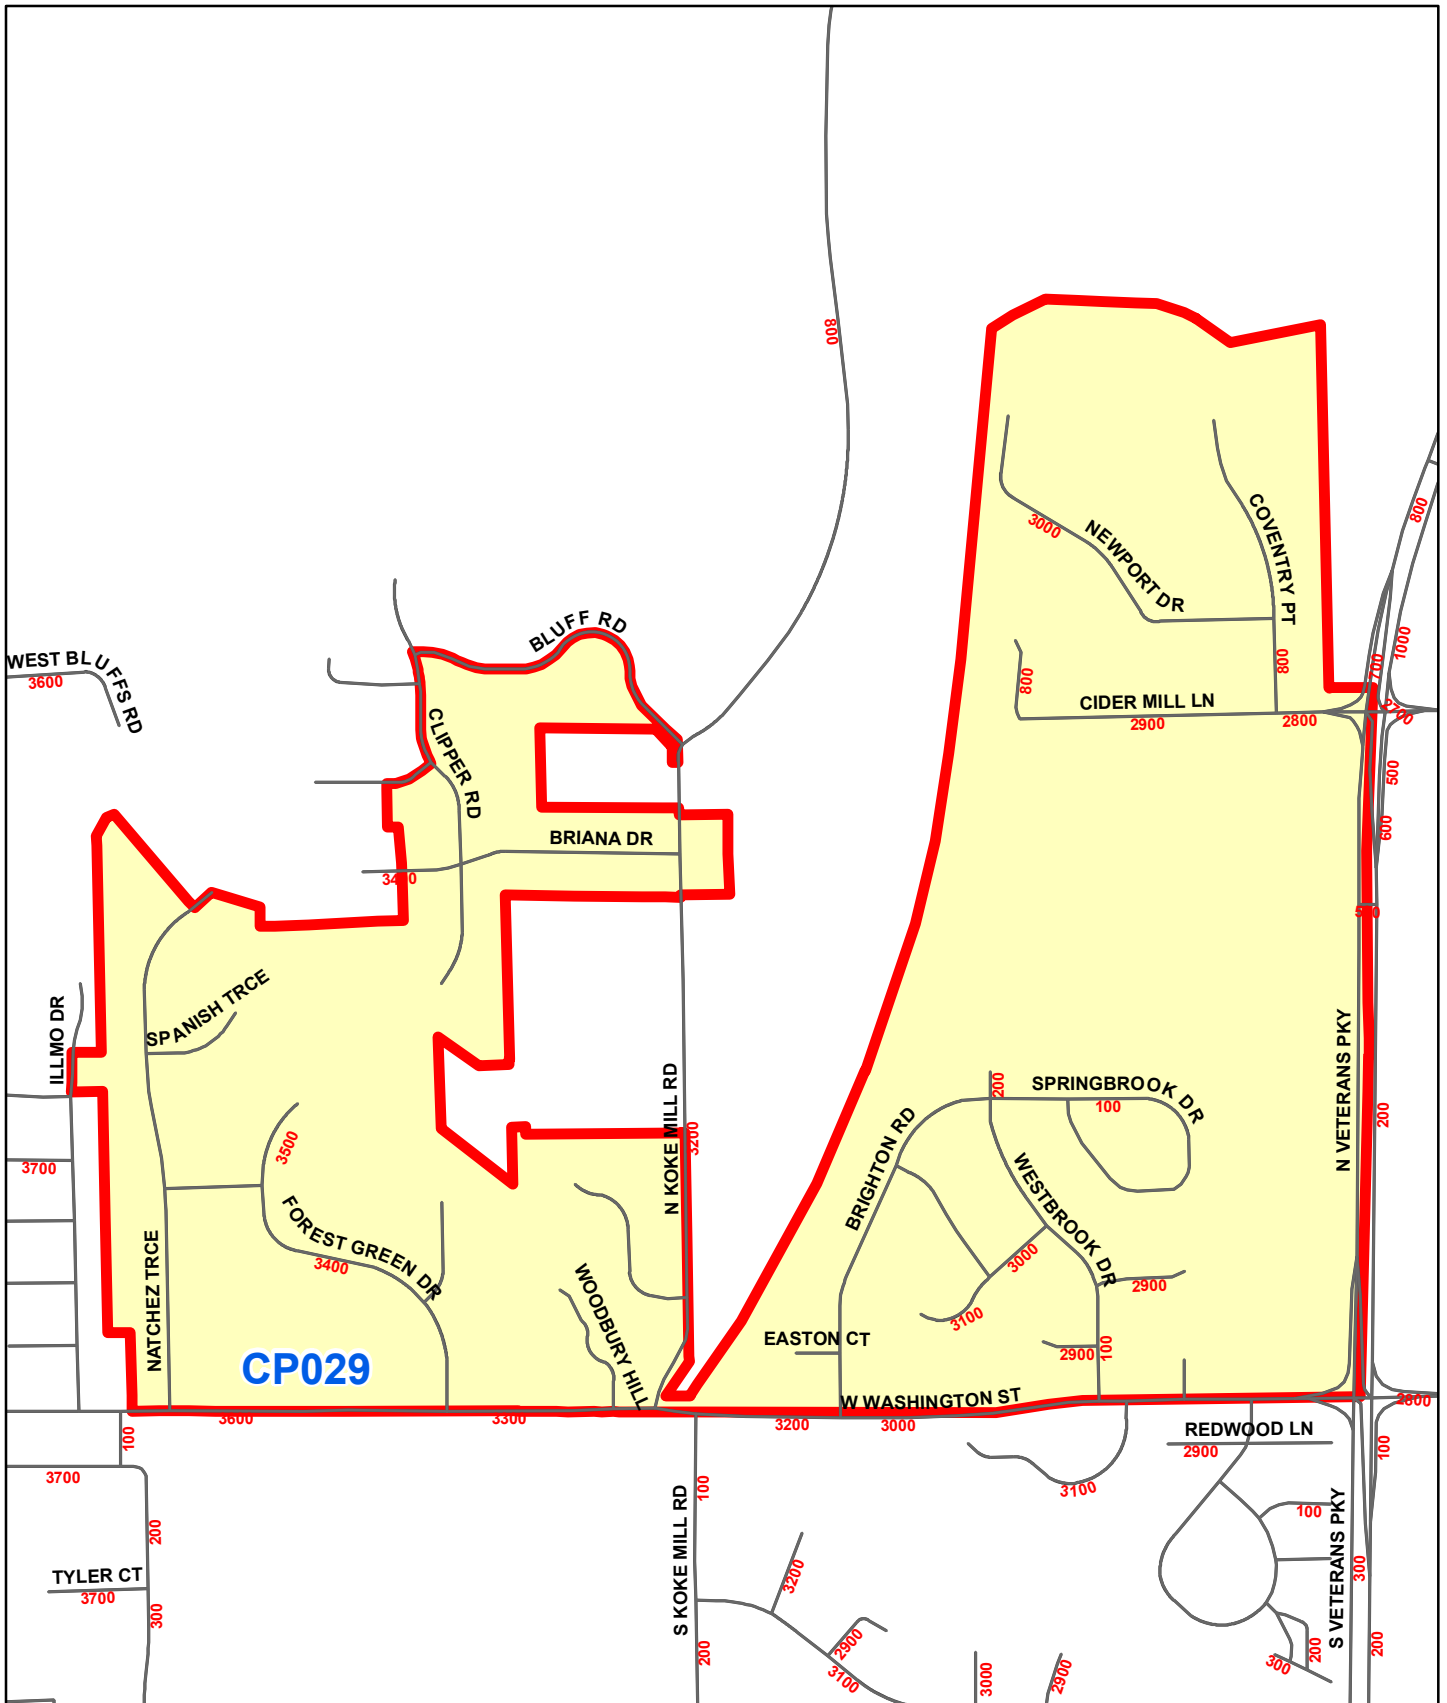 800
3000
NEWPORT DR
COVENTRY PT
800
800
1000
700
BLUFF RD
WEST BLUFFS RD
3600
800
CIDER MILL LN
2900
2800
2700
CLIPPER RD
500
600
BRIANA DR
3400
500
SPANISH TRCE
ILLMO DR
N KOKE MILL RD
3200
N VETERANS PKY
200
200
SPRINGBROOK DR
100
3700
3500
BRIGHTON RD
WESTBROOK DR
FOREST GREEN DR
3400
NATCHEZ TRCE
WOODBURY HILL
3000
2900
3100
EASTON CT
2900
100
CP029
W WASHINGTON ST
3600
3300
3200
3000
2800
100
3700
REDWOOD LN
2900
100
100
3100
S KOKE MILL RD
100
S VETERANS PKY
200
TYLER CT
3700
300
3200
300
2900
3100
200
3000
2900
300
200
200